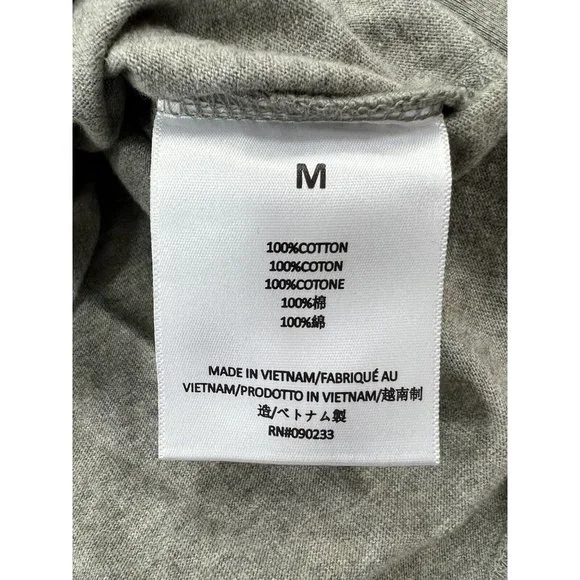 M
100%COTTON
100%COTON
100%COTONE
100%棉
100%綿
MADE IN VIETNAM/FABRIQUÉ AU
VIETNAM/PRODOTTO IN VIETNAM/越南制
造/ベトナム製
RN#090233